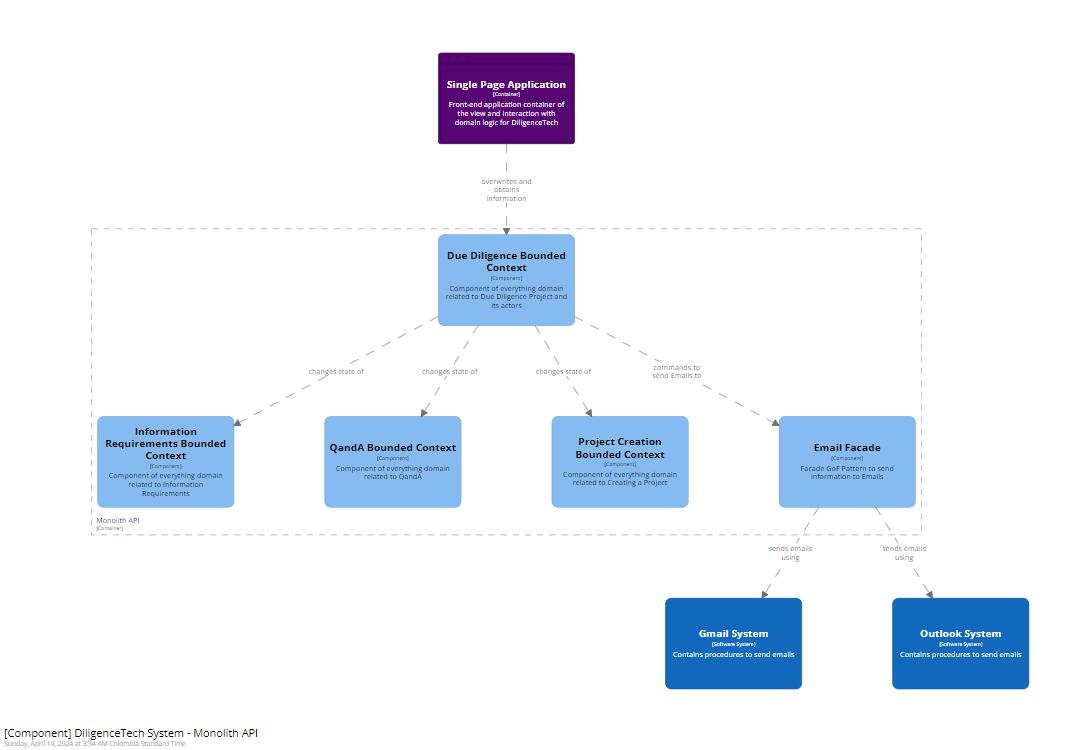 Single Page Application
[Container]
Front-end application container of
the view and interaction with
domain logic for DiligenceTech
overwrites and
obtains
information
Due Diligence Bounded
Context
[Component]
Component of everything domain
related to Due Diligence Project and
its actors
changes state of
changes state of
changes state of
commands to
send Emails to
Information
Requirements Bounded
Context
[Component]
Component of everything domain
related to Information
Requirements
QandA Bounded Context
[Component]
Component of everything domain
related to QandA
Project Creation
Bounded Context
[Component]
Component of everything domain
related to Creating a Project
Email Facade
[Component]
Facade GoF Pattern to send
information to Emails
Monolith API
[Container]
sends emails
using
sends emails
using
Gmail System
[Software System]
Contains procedures to send emails
Outlook System
[Software System]
Contains procedures to send emails
[Component] DiligenceTech System - Monolith API
Sunday, April 14, 2024 at 3:34 AM Colombia Standard Time